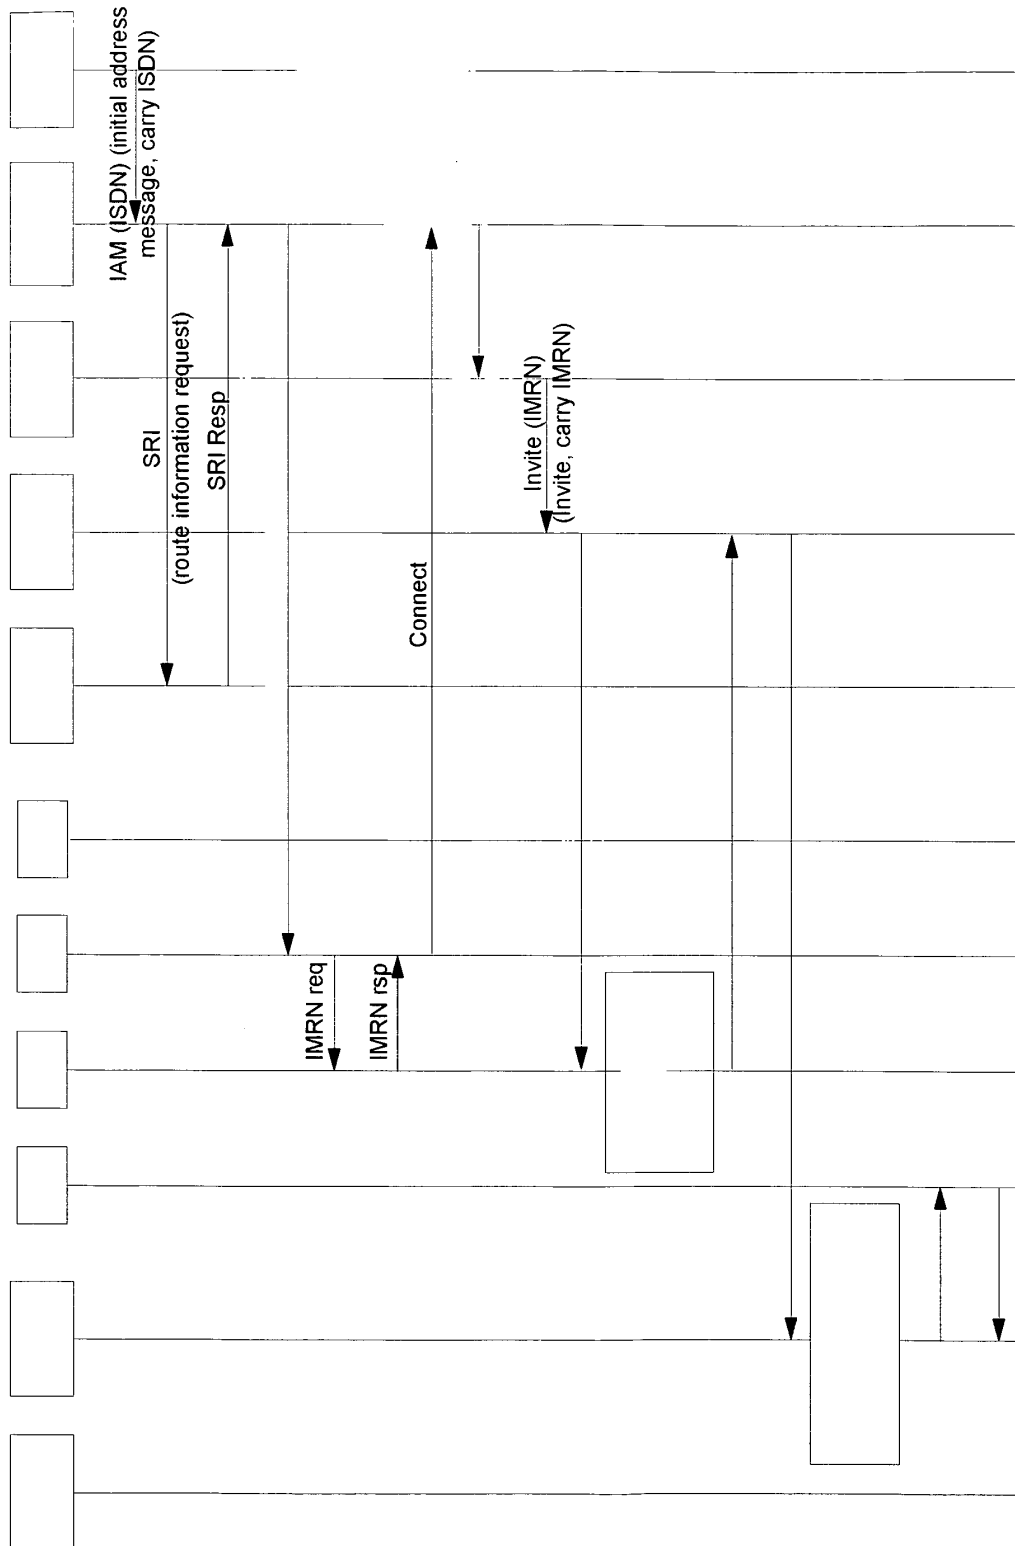 IAM (ISDN) (initial address
message, carry ISDN)
SRI
(route information request)
SRI Resp
IMRN req
IMRN rsp
Connect
Invite (IMRN)
(Invite, carry IMRN)